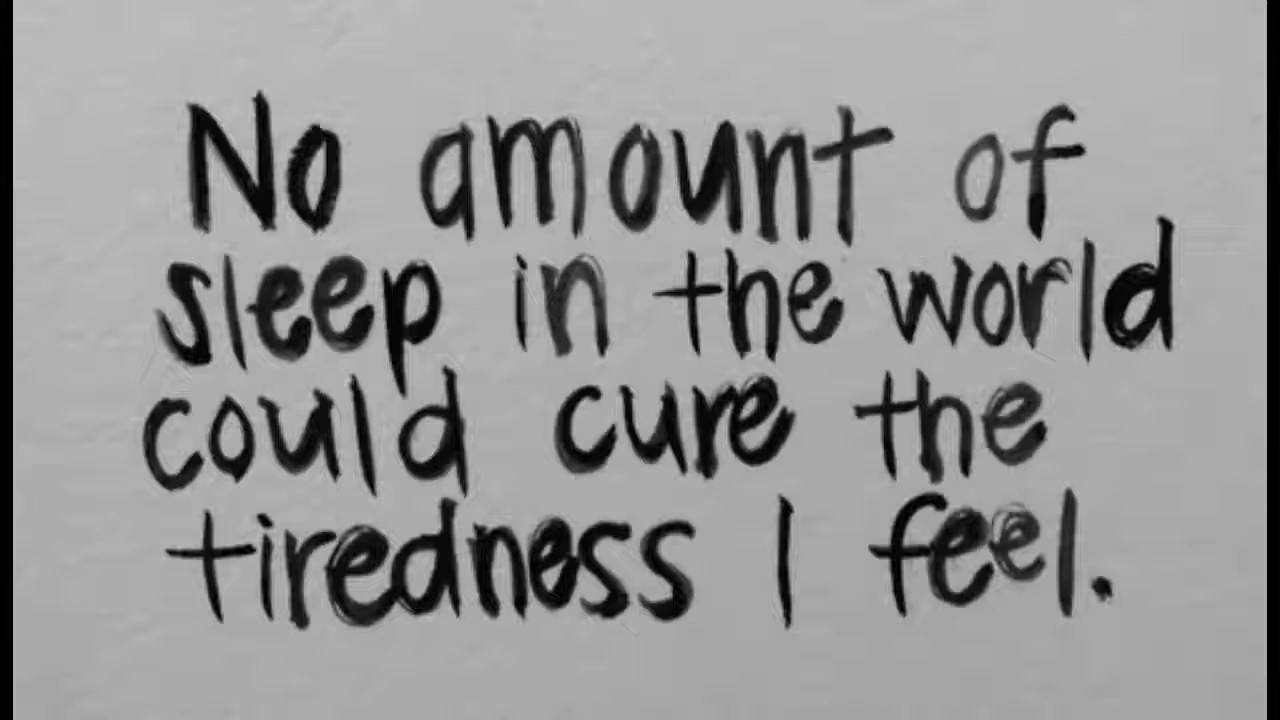 No amount of
sleep in the world
could cure the
tiredness I feel.